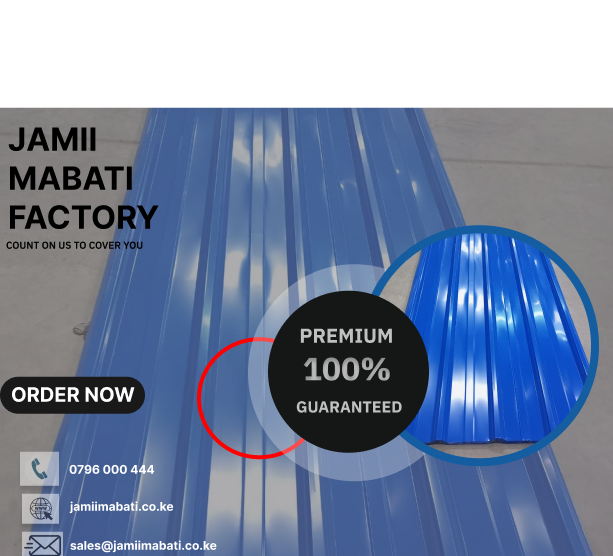 JAMII
MABATI
FACTORY
COUNT ON US TO COVER YOU
PREMIUM
100%
GUARANTEED
ORDER NOW
0796 000 444
jamiimabati.co.ke
sales@jamiimabati.co.ke